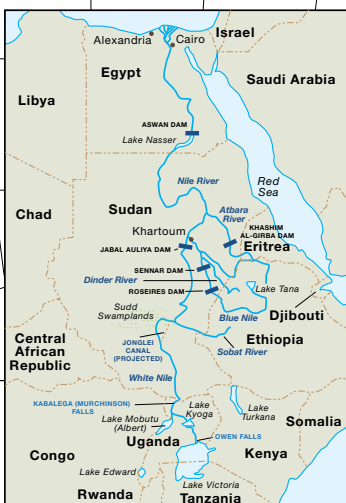 Alexandria
Cairo
Israel
Egypt
Saudi Arabia
Libya
ASWAN DAM
Lake Nasser
Nile River
Red
Sea
Chad
Sudan
Atbara
River
Khartoum
KHASHIM
AL-GIRBA DAM
JABAL AULIYA DAM
Eritrea
SENNAR DAM
Dinder River
ROSEIRES DAM
Lake Tana
Sudd
Swamplands
Blue Nile
Djibouti
Central
African
Republic
JONGLEI
CANAL
(PROJECTED)
Ethiopia
Sobat River
White Nile
KABALEGA (MURCHINSON)
FALLS
Lake
Kyoga
Lake
Turkana
Lake Mobutu
(Albert)
Somalia
Uganda
OWEN FALLS
Congo
Kenya
Lake Edward
Lake Victoria
Rwanda
Tanzania